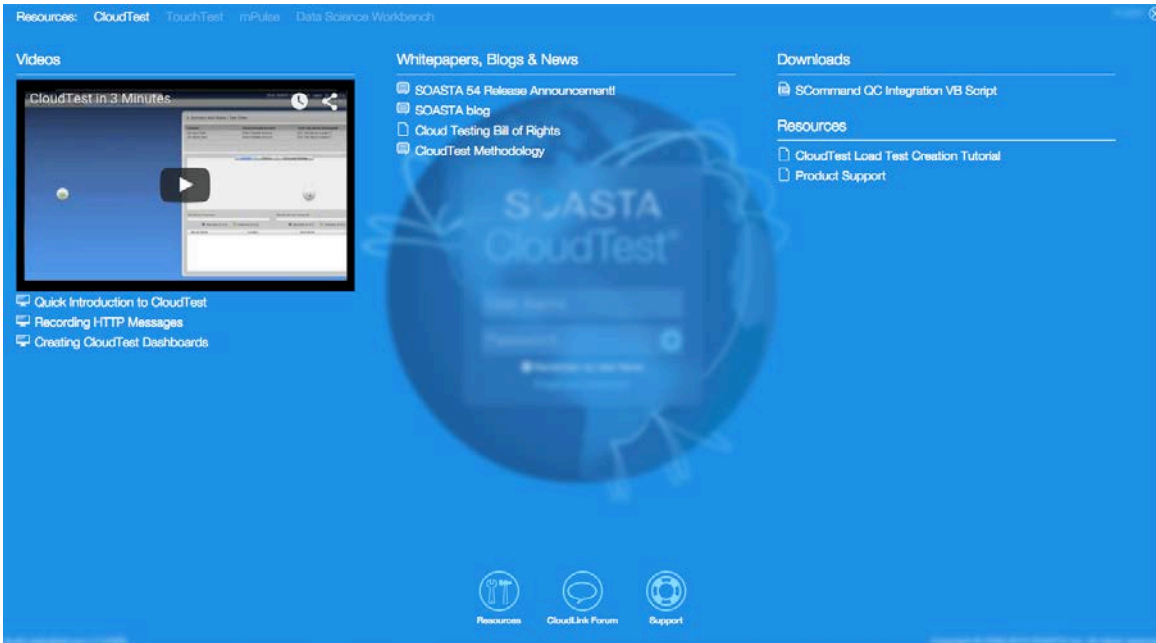 Resources: CloudTest TouchTest mPulse Data Science Workbench
Videos
CloudTest in 3 Minutes
Quick Introduction to CloudTest
Recording HTTP Messages
Creating CloudTest Dashboards
Whitepapers, Blogs & News
SOASTA 54 Release Announcement!
SOASTA blog
Cloud Testing Bill of Rights
CloudTest Methodology
Downloads
SCommand QC Integration VB Script
Resources
CloudTest Load Test Creation Tutorial
Product Support
SOASTA
CloudTest®
User Name
Password
Resources CloudLink Forum Support